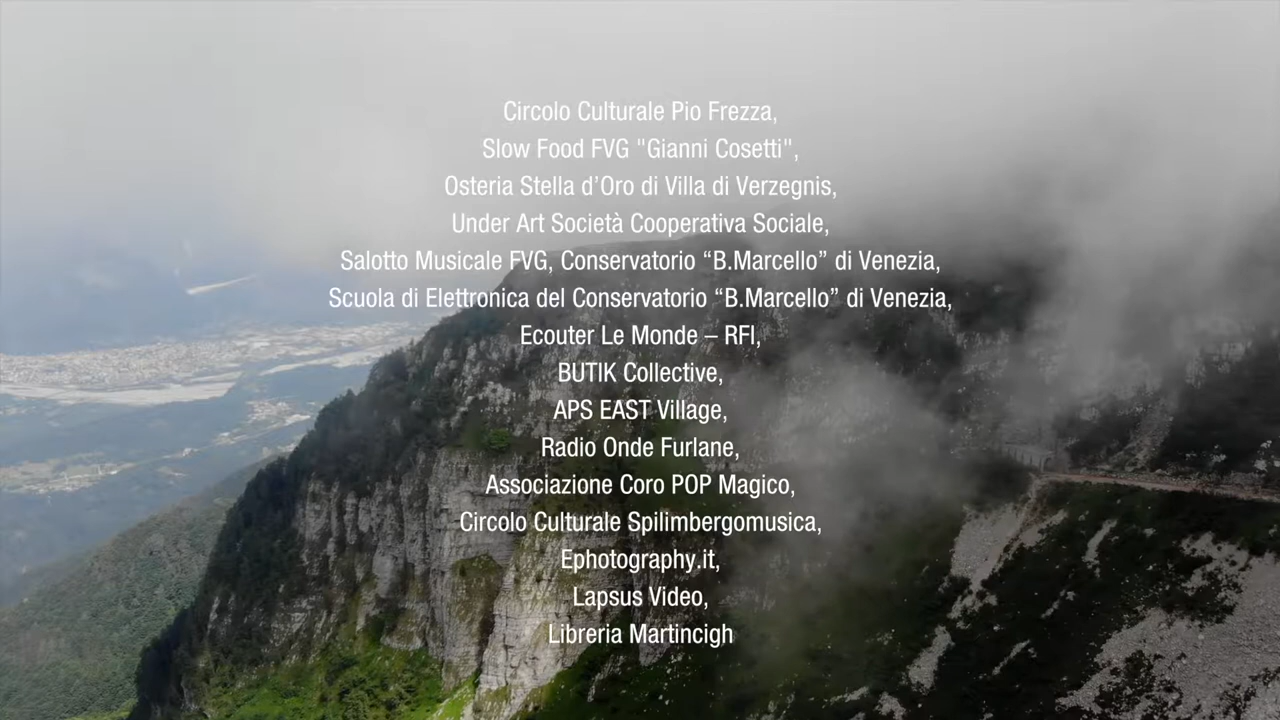 Circolo Culturale Pio Frezza,
Slow Food FVG "Gianni Cosetti",
Osteria Stella d’Oro di Villa di Verzegnis,
Under Art Società Cooperativa Sociale,
Salotto Musicale FVG, Conservatorio “B.Marcello” di Venezia,
Scuola di Elettronica del Conservatorio “B.Marcello” di Venezia,
Ecouter Le Monde – RFI,
BUTIK Collective,
APS EAST Village,
Radio Onde Furlane,
Associazione Coro POP Magico,
Circolo Culturale Spilimbergomusica,
Ephotography.it,
Lapsus Video,
Libreria Martincigh